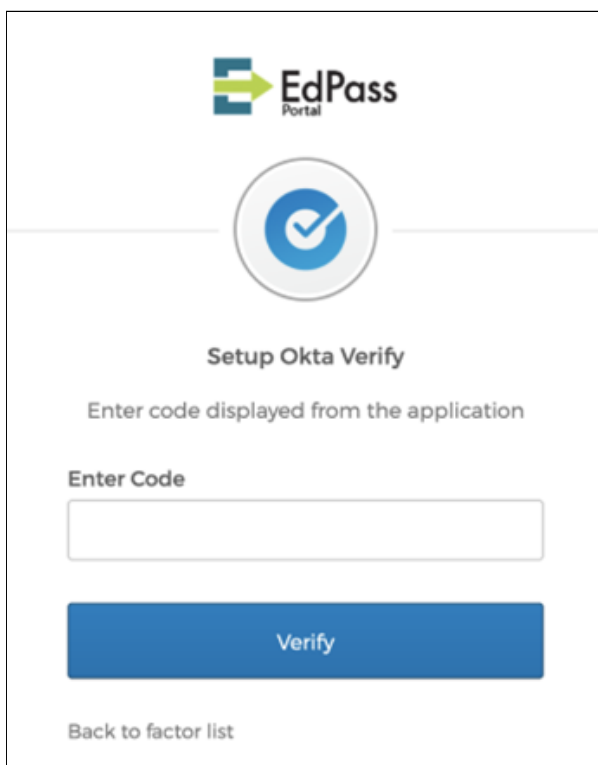 EdPass
Portal
Setup Okta Verify
Enter code displayed from the application
Enter Code
Verify
Back to factor list